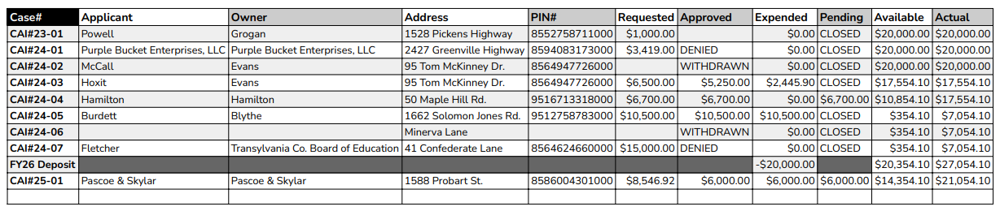 Case# Applicant Owner Address PIN# Requested Approved Expended Pending Available Actual
CAI#23-01 Powell Grogan 1528 Pickens Highway 8552758711000 $1,000.00 $0.00 CLOSED $20,000.00 $20,000.00
CAI#24-01 Purple Bucket Enterprises, LLC Purple Bucket Enterprises, LLC 2427 Greenville Highway 8594083173000 $3,419.00 DENIED $0.00 CLOSED $20,000.00 $20,000.00
CAI#24-02 McCall Evans 95 Tom McKinney Dr. 8564947726000 WITHDRAWN $0.00 CLOSED $20,000.00 $20,000.00
CAI#24-03 Hoxit Evans 95 Tom McKinney Dr. 8564947726000 $6,500.00 $5,250.00 $2,445.90 CLOSED $17,554.10 $17,554.10
CAI#24-04 Hamilton Hamilton 50 Maple Hill Rd. 9516713318000 $6,700.00 $6,700.00 $0.00 $6,700.00 $10,854.10 $17,554.10
CAI#24-05 Burdett Blythe 1662 Solomon Jones Rd. 9512758783000 $10,500.00 $10,500.00 $10,500.00 CLOSED $354.10 $7,054.10
CAI#24-06 Minerva Lane WITHDRAWN $0.00 CLOSED $354.10 $7,054.10
CAI#24-07 Fletcher Transylvania Co. Board of Education 41 Confederate Lane 8564624660000 $15,000.00 DENIED $0.00 CLOSED $354.10 $7,054.10
FY26 Deposit -$20,000.00 $20,354.10 $27,054.10
CAI#25-01 Pascoe & Skylar Pascoe & Skylar 1588 Probart St. 8586004301000 $8,546.92 $6,000.00 $6,000.00 $6,000.00 $14,354.10 $21,054.10